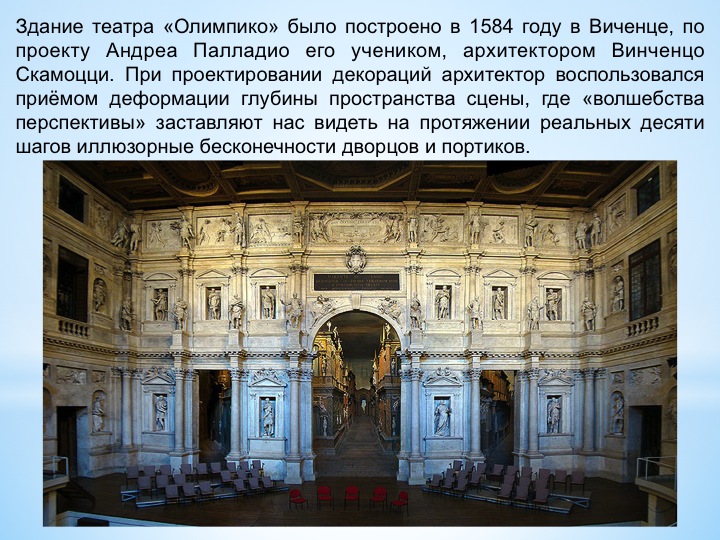 Здание театра «Олимпико» было построено в 1584 году в Виченце, по
проекту Андреа Палладио его учеником, архитектором Винченцо
Скамоцци. При проектировании декораций архитектор воспользовался
приёмом деформации глубины пространства сцены, где «волшебства
перспективы» заставляют нас видеть на протяжении реальных десяти
шагов иллюзорные бесконечности дворцов и портиков.